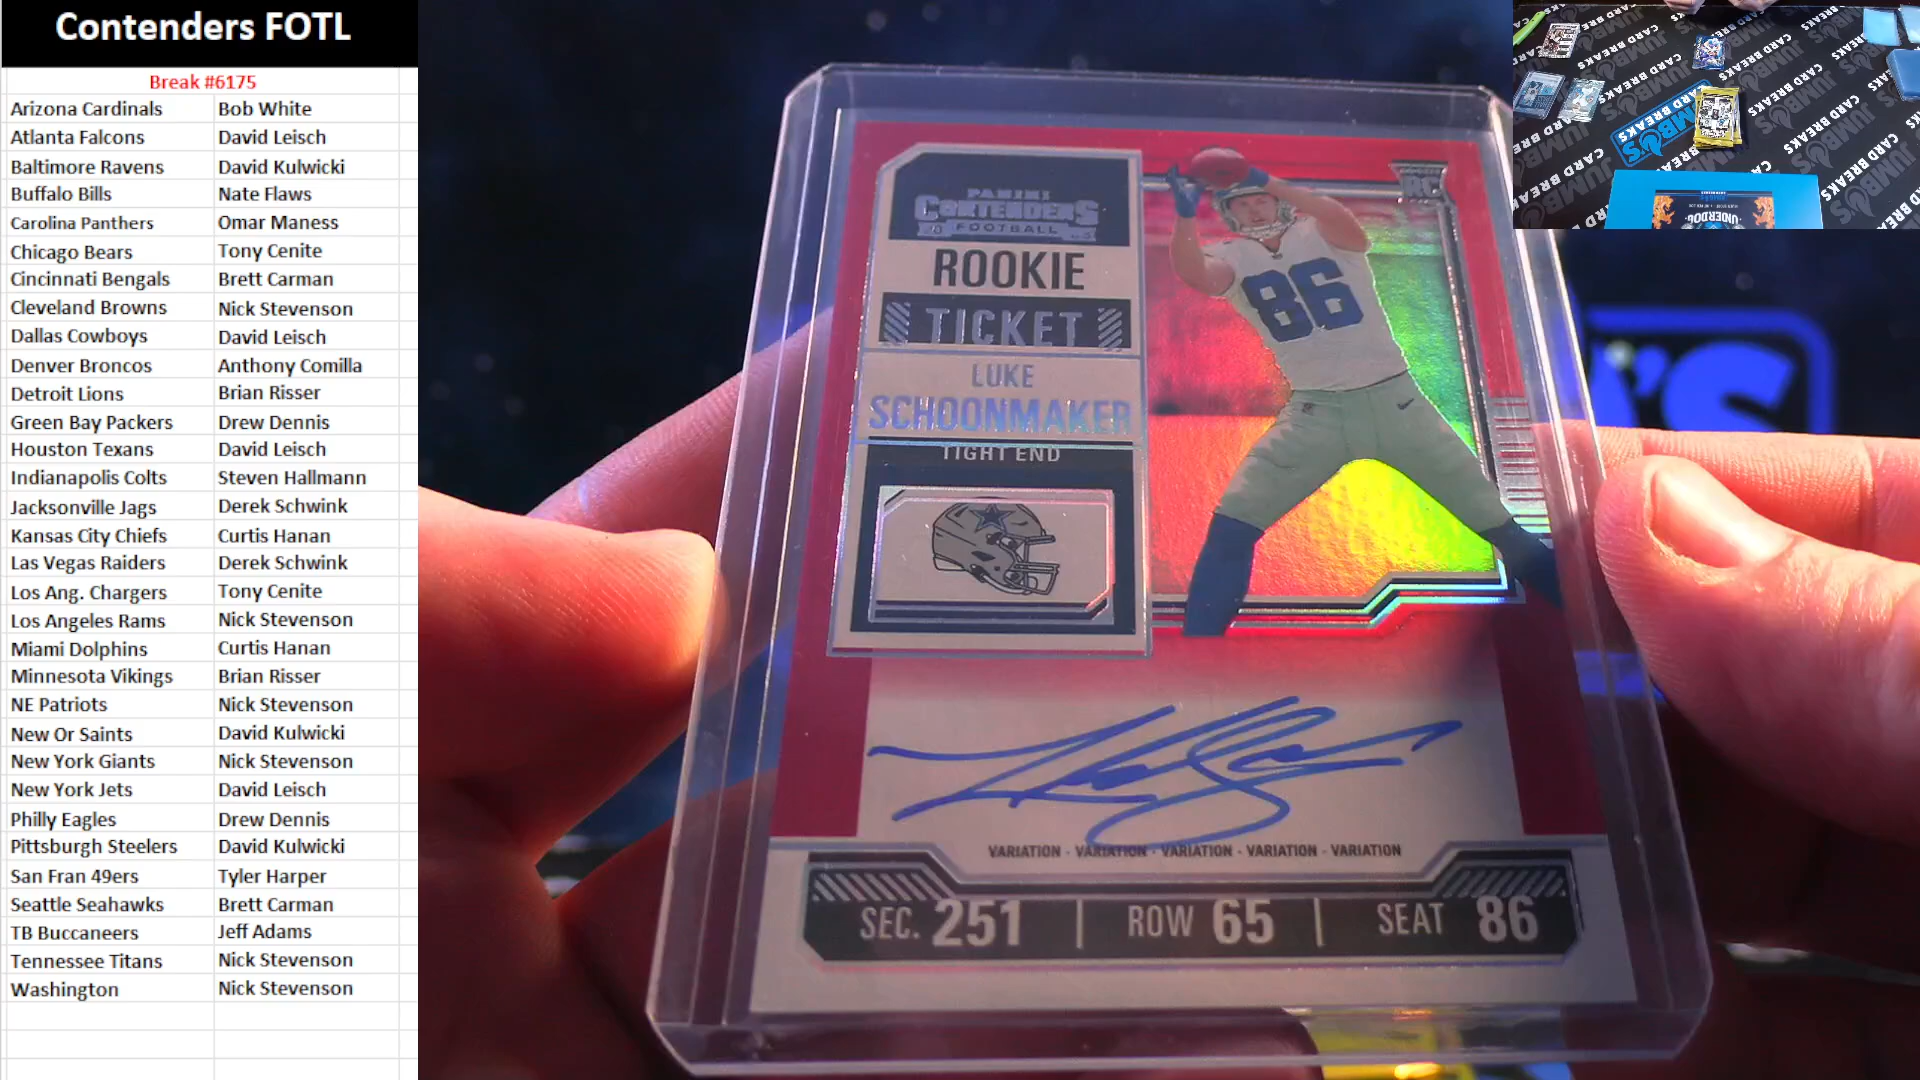 Contenders FOTL
Break #6175
Arizona Cardinals Bob White
Atlanta Falcons David Leisch
Baltimore Ravens David Kulwicki
Buffalo Bills Nate Flaws
Carolina Panthers Omar Maness
Chicago Bears Tony Cenite
Cincinnati Bengals Brett Carman
Cleveland Browns Nick Stevenson
Dallas Cowboys David Leisch
Denver Broncos Anthony Comilla
Detroit Lions Brian Risser
Green Bay Packers Drew Dennis
Houston Texans David Leisch
Indianapolis Colts Steven Hallmann
Jacksonville Jags Derek Schwink
Kansas City Chiefs Curtis Hanan
Las Vegas Raiders Derek Schwink
Los Ang. Chargers Tony Cenite
Los Angeles Rams Nick Stevenson
Miami Dolphins Curtis Hanan
Minnesota Vikings Brian Risser
NE Patriots Nick Stevenson
New Or Saints David Kulwicki
New York Giants Nick Stevenson
New York Jets David Leisch
Philly Eagles Drew Dennis
Pittsburgh Steelers David Kulwicki
San Fran 49ers Tyler Harper
Seattle Seahawks Brett Carman
TB Buccaneers Jeff Adams
Tennessee Titans Nick Stevenson
Washington Nick Stevenson
PANINI
CONTENDERS
FOOTBALL
ROOKIE
TICKET
LUKE
SCHOONMAKER
TIGHT END
RC
86
VARIATION - VARIATION - VARIATION - VARIATION - VARIATION
SEC. 251 | ROW 65 | SEAT 86
JUMBO'S
CARD BREAKS
UNDERDOG
'S